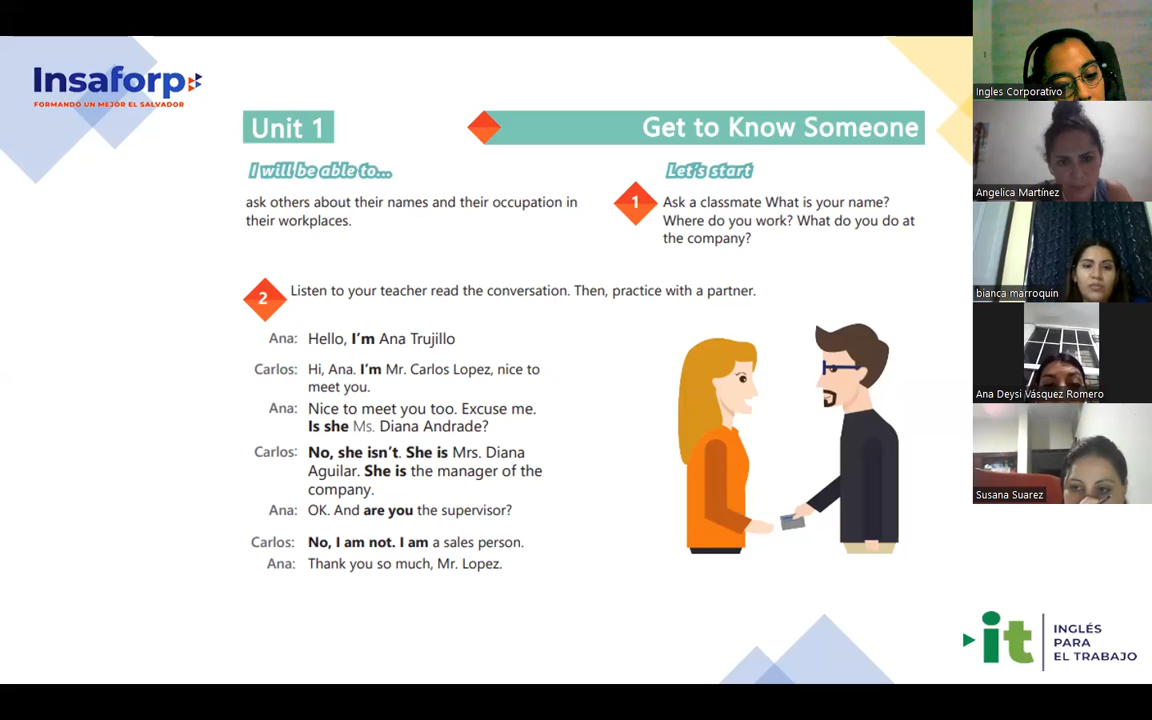 Insaforp
FORMANDO UN MEJOR EL SALVADOR
Unit 1
Get to Know Someone
I will be able to...
ask others about their names and their occupation in
their workplaces.
Let's start
1
Ask a classmate What is your name?
Where do you work? What do you do at
the company?
2
Listen to your teacher read the conversation. Then, practice with a partner.
Ana: Hello, I'm Ana Trujillo
Carlos: Hi, Ana. I'm Mr. Carlos Lopez, nice to
meet you.
Ana: Nice to meet you too. Excuse me.
Is she Ms. Diana Andrade?
Carlos: No, she isn't. She is Mrs. Diana
Aguilar. She is the manager of the
company.
Ana: OK. And are you the supervisor?
Carlos: No, I am not. I am a sales person.
Ana: Thank you so much, Mr. Lopez.
it
INGLÉS
PARA
EL TRABAJO
Ingles Corporativo
Angelica Martínez
bianca marroquin
Ana Deysi Vásquez Romero
Susana Suarez